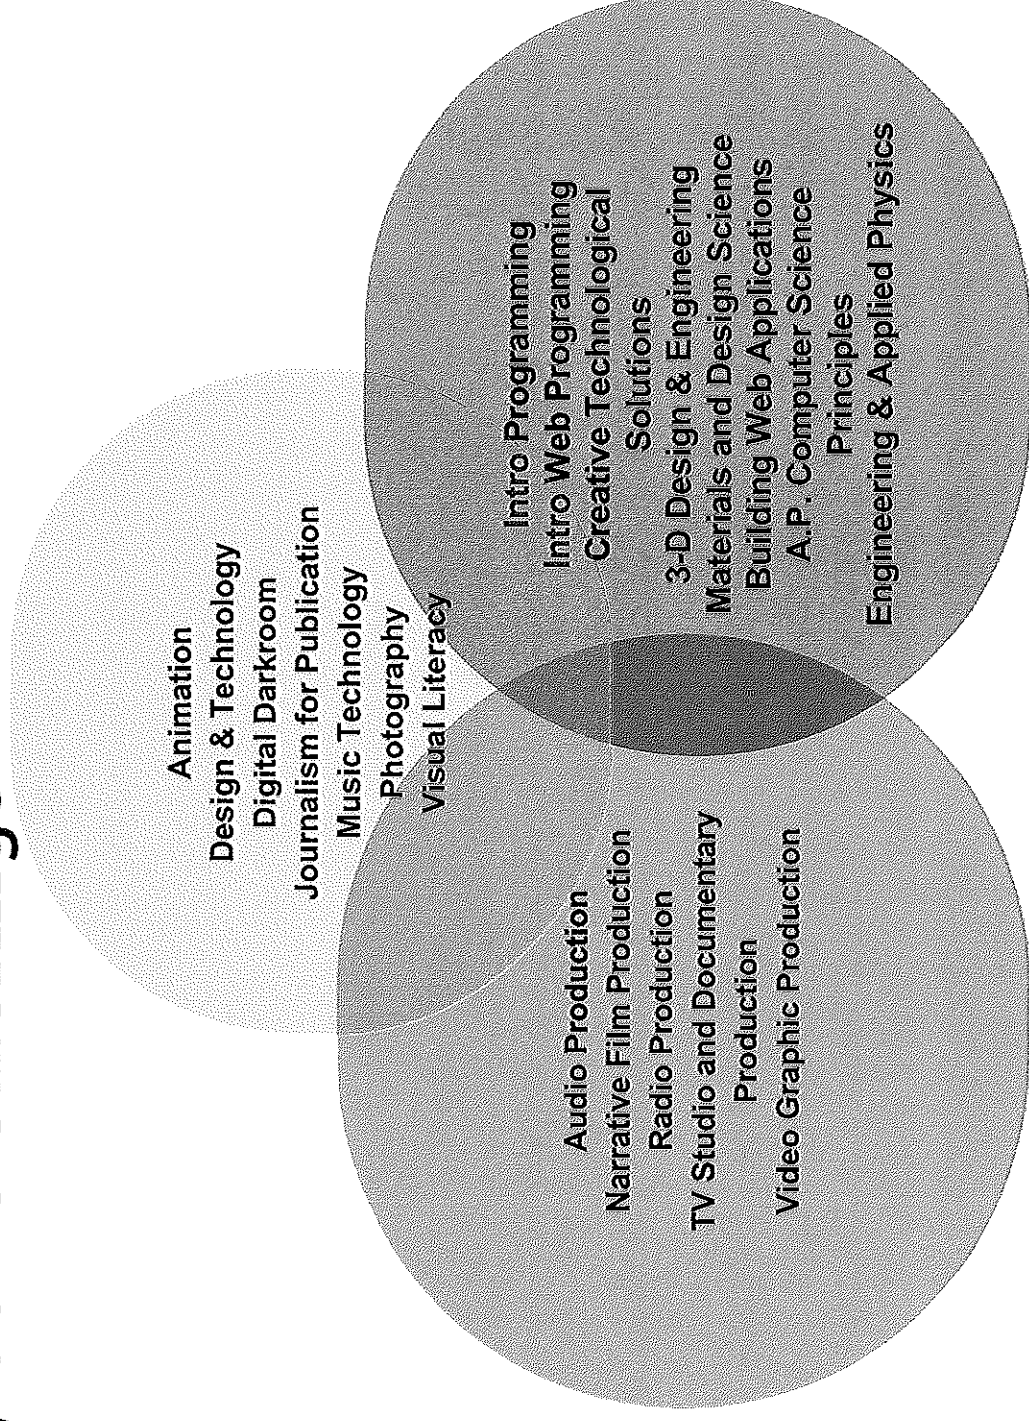 Animation
Design & Technology
Digital Darkroom
Journalism for Publication
Music Technology
Photography
Visual Literacy
Audio Production
Narrative Film Production
Radio Production
TV Studio and Documentary
Production
Video Graphic Production
Intro Programming
Intro Web Programming
Creative Technological
Solutions
3-D Design & Engineering
Materials and Design Science
Building Web Applications
A.P. Computer Science
Principles
Engineering & Applied Physics